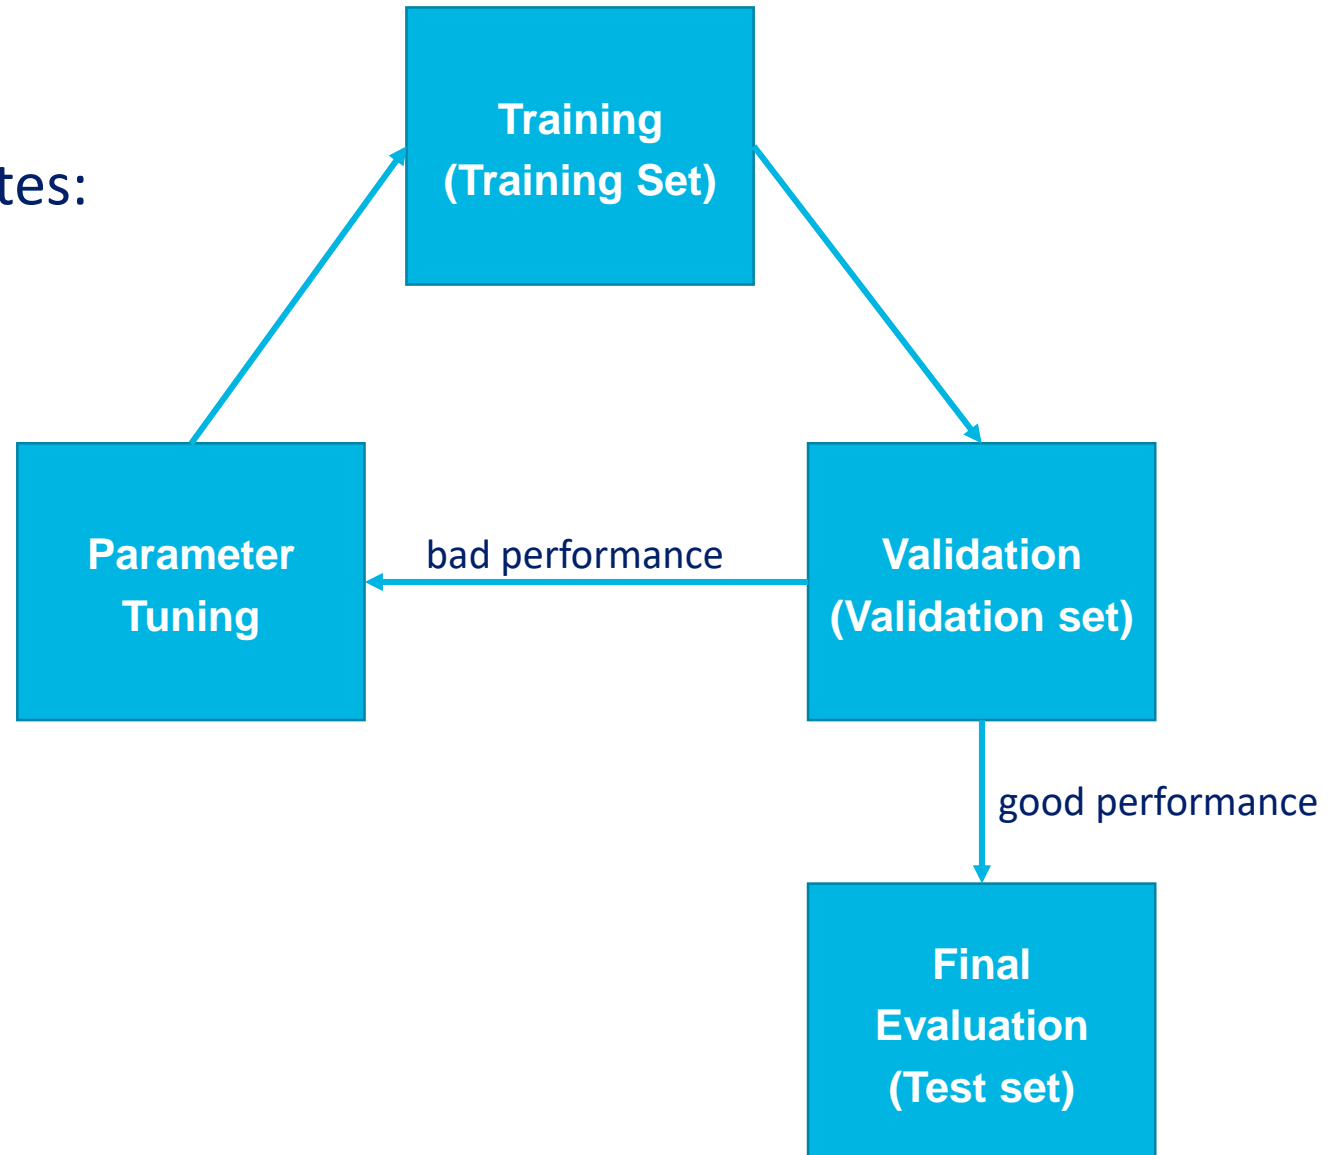 Training
(Training Set)
tes:
Parameter
Tuning
bad performance
Validation
(Validation set)
good performance
Final
Evaluation
(Test set)